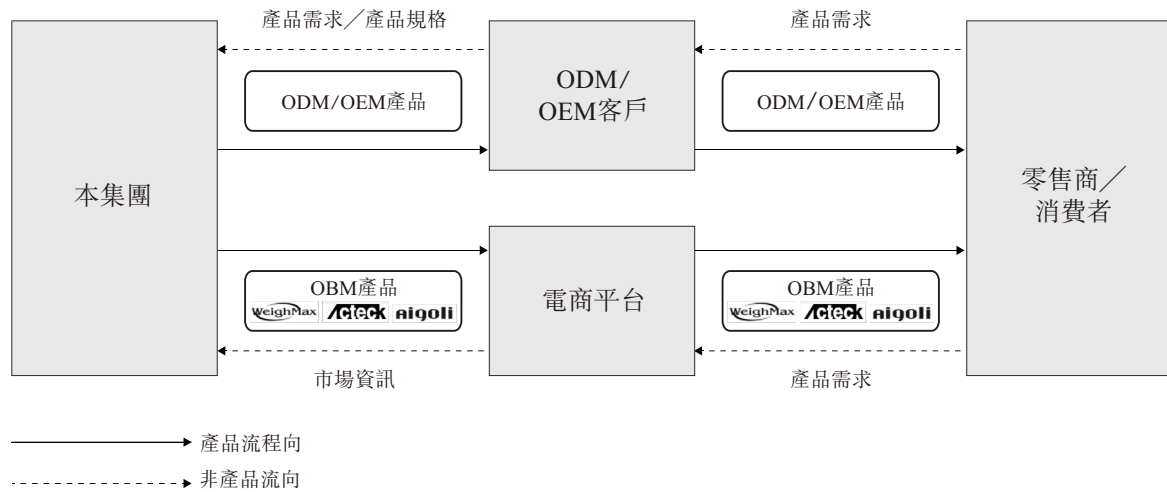 產品需求／產品規格
產品需求
ODM/OEM產品
ODM/
OEM客戶
ODM/OEM產品
本集團
零售商／
消費者
OBM產品
WeighMax Acteck Aigoli
電商平台
OBM產品
WeighMax Acteck Aigoli
市場資訊
產品需求
產品流程向
非產品流向